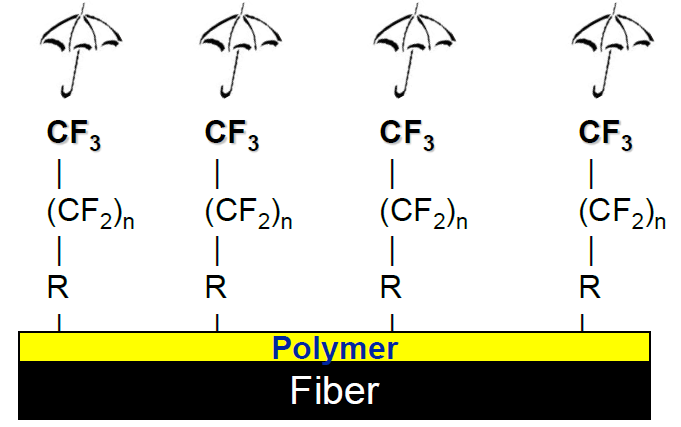 CF₃ CF₃ CF₃ CF₃
| | | |
(CF₂)ₙ (CF₂)ₙ (CF₂)ₙ (CF₂)ₙ
| | | |
R R R R
| | | |
Polymer
Fiber